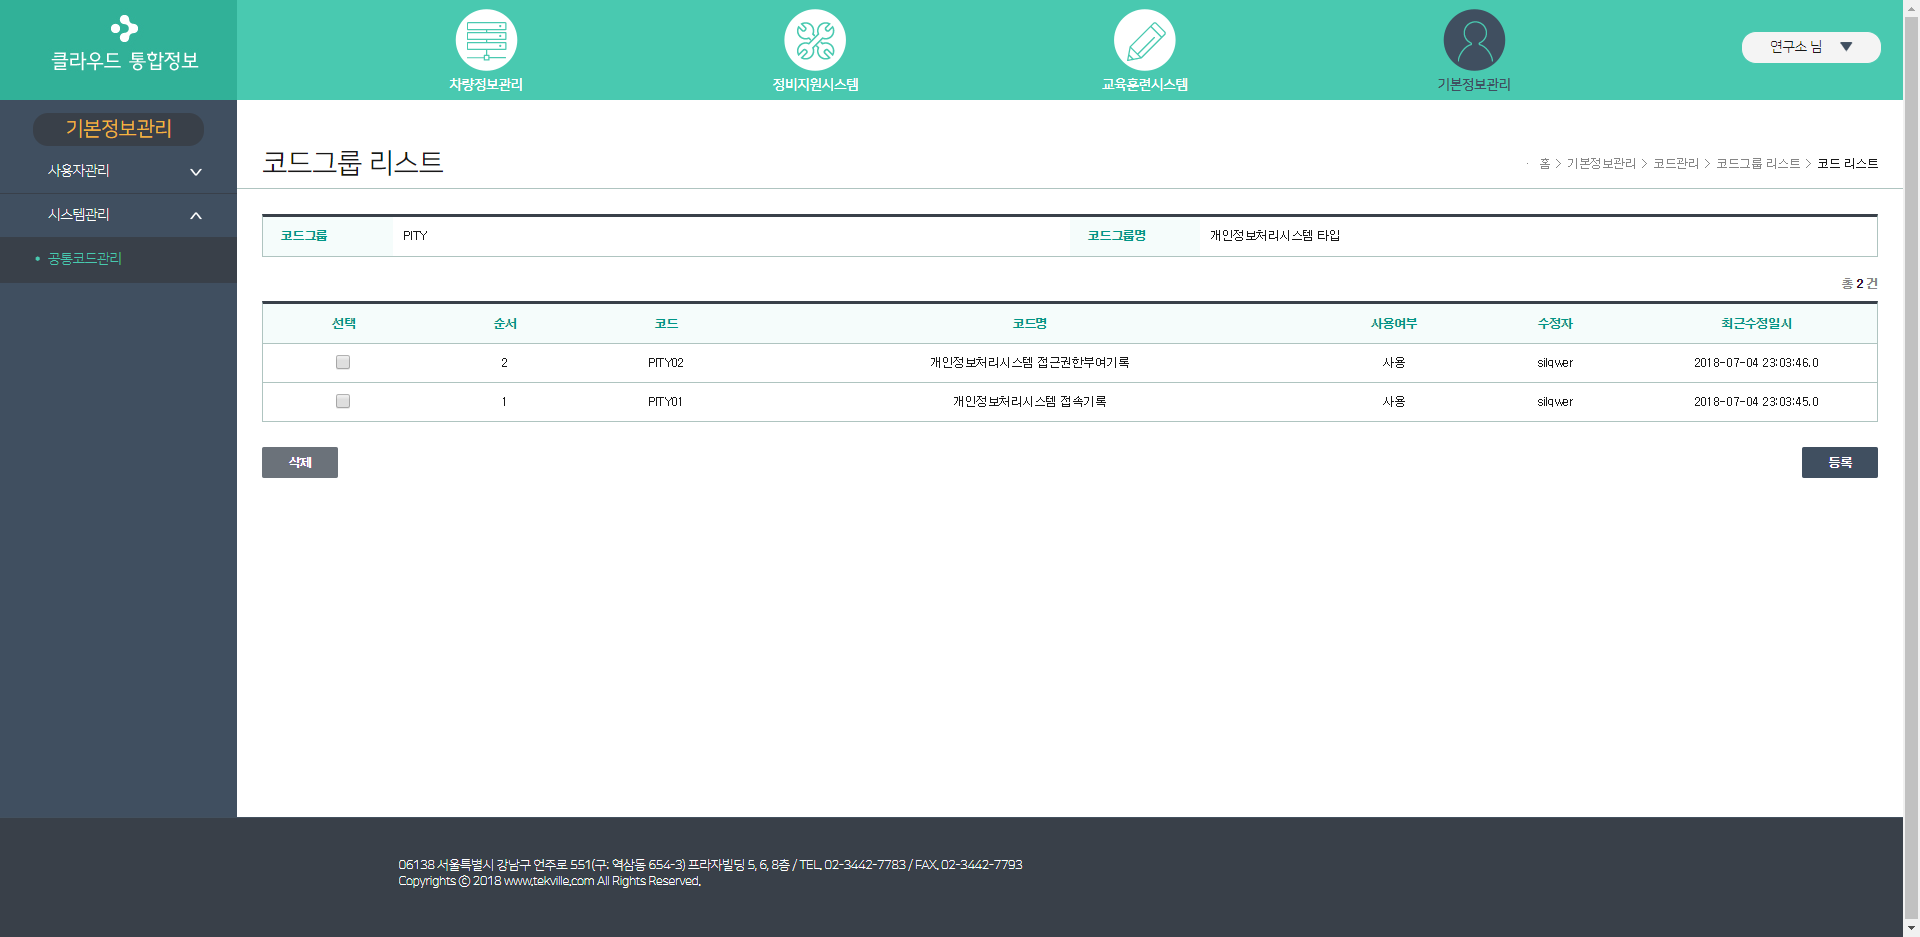 클라우드 통합정보
차량정보관리
정비지원시스템
교육훈련시스템
기본정보관리
연구소 님
기본정보관리
사용자관리
시스템관리
• 공통코드관리
코드그룹 리스트
· 홈 > 기본정보관리 > 코드관리 > 코드그룹 리스트 > 코드 리스트
코드그룹 PITY 코드그룹명 개인정보처리시스템 타입
총 2 건
선택 순서 코드 코드명 사용여부 수정자 최근수정일시
2 PITY02 개인정보처리시스템 접근권한부여기록 사용 silqwer 2018-07-04 23:03:46.0
1 PITY01 개인정보처리시스템 접속기록 사용 silqwer 2018-07-04 23:03:45.0
삭제
등록
06138 서울특별시 강남구 언주로 551(구: 역삼동 654-3) 프라자빌딩 5, 6, 8층 / TEL. 02-3442-7783 / FAX. 02-3442-7793
Copyrights ⓒ 2018 www.tekville.com All Rights Reserved.